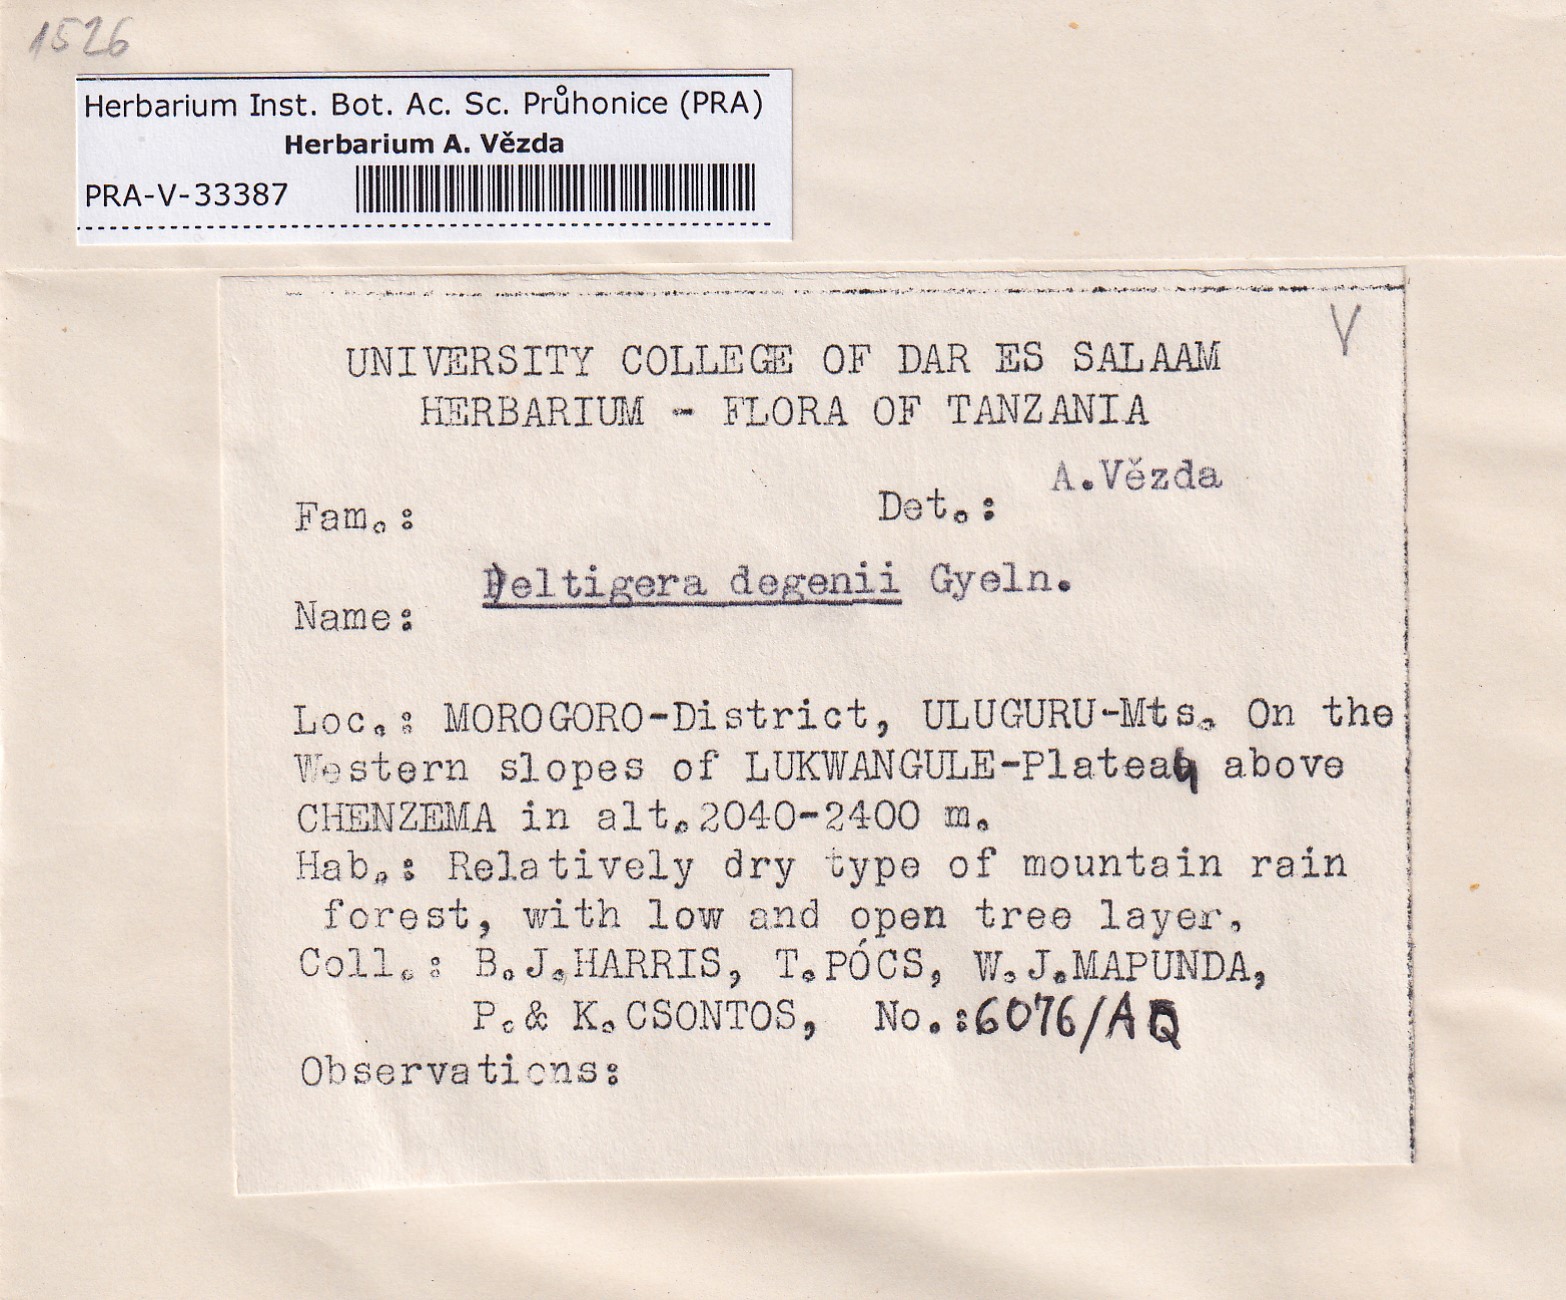 1526
Herbarium Inst. Bot. Ac. Sc. Průhonice (PRA)
Herbarium A. Vězda
PRA-V-33387
V
UNIVERSITY COLLEGE OF DAR ES SALAAM
HERBARIUM - FLORA OF TANZANIA
Fam.: Det.: A.Vězda
Name: Peltigera degenii Gyeln.
Loc.: MOROGORO-District, ULUGURU-Mts. On the
Western slopes of LUKWANGULE-Plateau above
CHENZEMA in alt.2040-2400 m.
Hab.: Relatively dry type of mountain rain
forest, with low and open tree layer.
Coll.: B.J.HARRIS, T.PÓCS, W.J.MAPUNDA,
P.& K.CSONTOS, No.:6076/AQ
Observations: